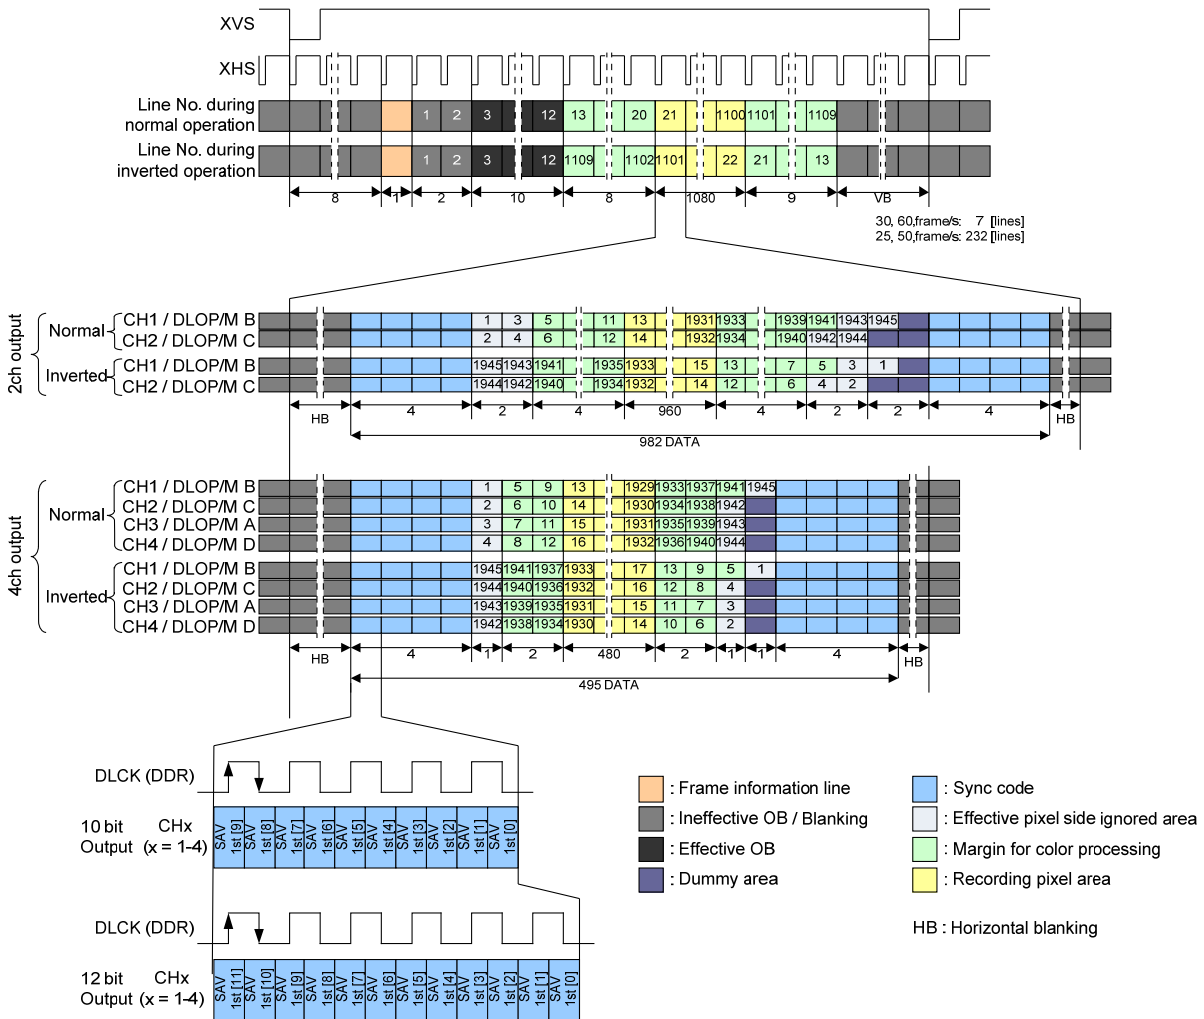 XVS
XHS
Line No. during
normal operation
1 2 3 12 13 20 21 1100 1101 1109
Line No. during
inverted operation
1 2 3 12 1109 1102 1101 22 21 13
8 1 2 10 8 1080 9 VB
30, 60,frame/s: 7 [lines]
25, 50,frame/s: 232 [lines]
2ch output
Normal
CH1 / DLOP/M B 1 3 5 11 13 1931 1933 1939 1941 1943 1945
CH2 / DLOP/M C 2 4 6 12 14 1932 1934 1940 1942 1944
Inverted
CH1 / DLOP/M B 1945 1943 1941 1935 1933 15 13 7 5 3 1
CH2 / DLOP/M C 1944 1942 1940 1934 1932 14 12 6 4 2
HB 4 2 4 960 4 2 2 4 HB
982 DATA
4ch output
Normal
CH1 / DLOP/M B 1 5 9 13 1929 1933 1937 1941 1945
CH2 / DLOP/M C 2 6 10 14 1930 1934 1938 1942
CH3 / DLOP/M A 3 7 11 15 1931 1935 1939 1943
CH4 / DLOP/M D 4 8 12 16 1932 1936 1940 1944
Inverted
CH1 / DLOP/M B 1945 1941 1937 1933 17 13 9 5 1
CH2 / DLOP/M C 1944 1940 1936 1932 16 12 8 4
CH3 / DLOP/M A 1943 1939 1935 1931 15 11 7 3
CH4 / DLOP/M D 1942 1938 1934 1930 14 10 6 2
HB 4 1 2 480 2 1 1 4 HB
495 DATA
DLCK (DDR)
10 bit CHx
Output (x = 1-4)
SAV 1st [9] SAV 1st [8] SAV 1st [7] SAV 1st [6] SAV 1st [5] SAV 1st [4] SAV 1st [3] SAV 1st [2] SAV 1st [1] SAV 1st [0]
DLCK (DDR)
12 bit CHx
Output (x = 1-4)
SAV 1st [11] SAV 1st [10] SAV 1st [9] SAV 1st [8] SAV 1st [7] SAV 1st [6] SAV 1st [5] SAV 1st [4] SAV 1st [3] SAV 1st [2] SAV 1st [1] SAV 1st [0]
: Frame information line
: Ineffective OB / Blanking
: Effective OB
: Dummy area
: Sync code
: Effective pixel side ignored area
: Margin for color processing
: Recording pixel area
HB : Horizontal blanking